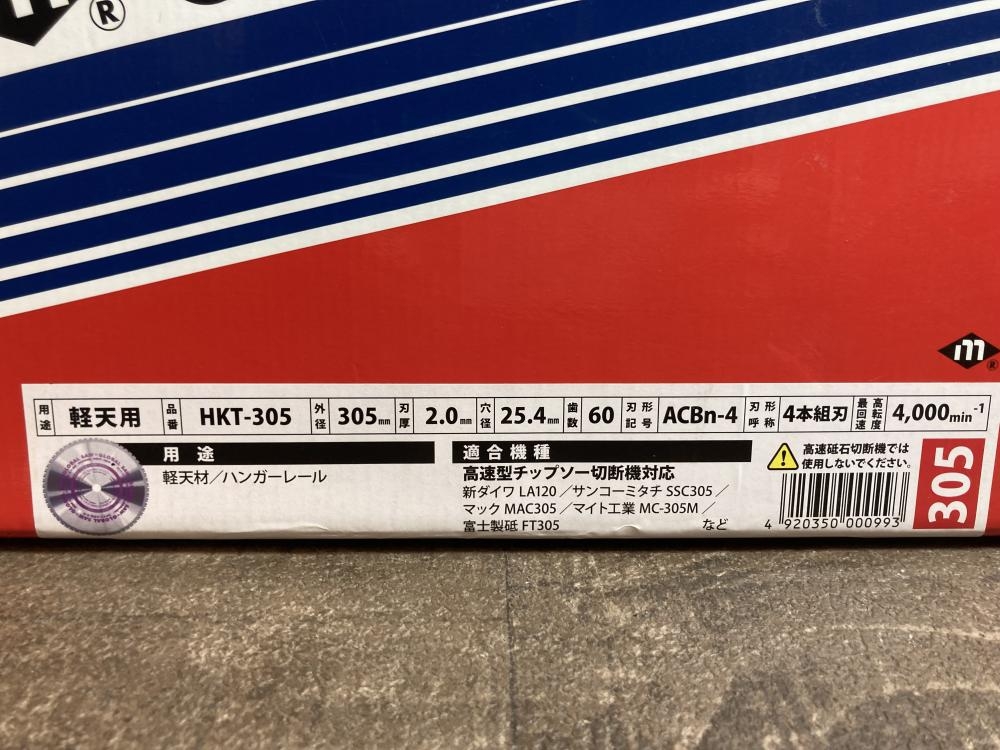 ®
m
®
用途 軽天用 品番 HKT-305 外径 305mm 刃厚 2.0mm 穴径 25.4mm 歯数 60 刃形記号 ACBn-4 刃形呼称 4本組刃 最高回転速度 4,000min⁻¹
用途
軽天材／ハンガーレール
適合機種
高速型チップソー切断機対応
新ダイワ LA120／サンコーミタチ SSC305／
マック MAC305／マイト工業 MC-305M／
富士製砥 FT305 など
高速砥石切断機では
使用しないでください。
4 920350 000993
305